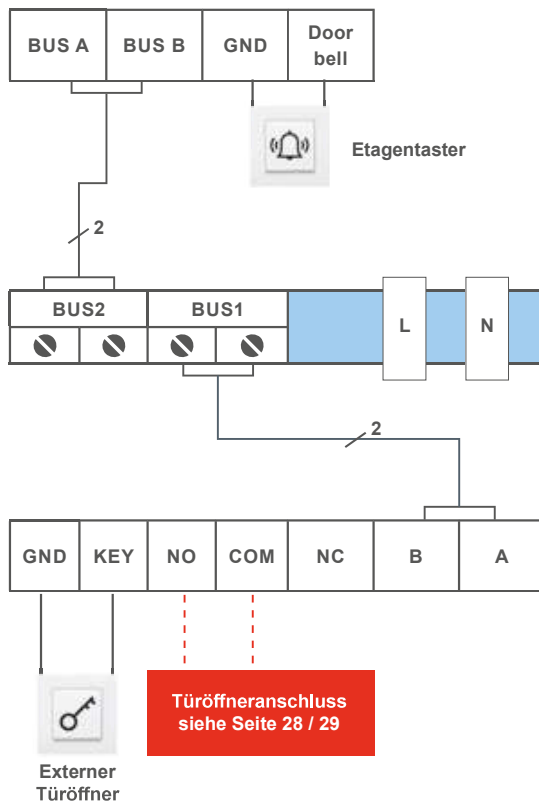 BUS A BUS B GND Door bell
Etagentaster
2
BUS2 BUS1
L N
2
GND KEY NO COM NC B A
Türöffneranschluss
siehe Seite 28 / 29
Externer
Türöffner